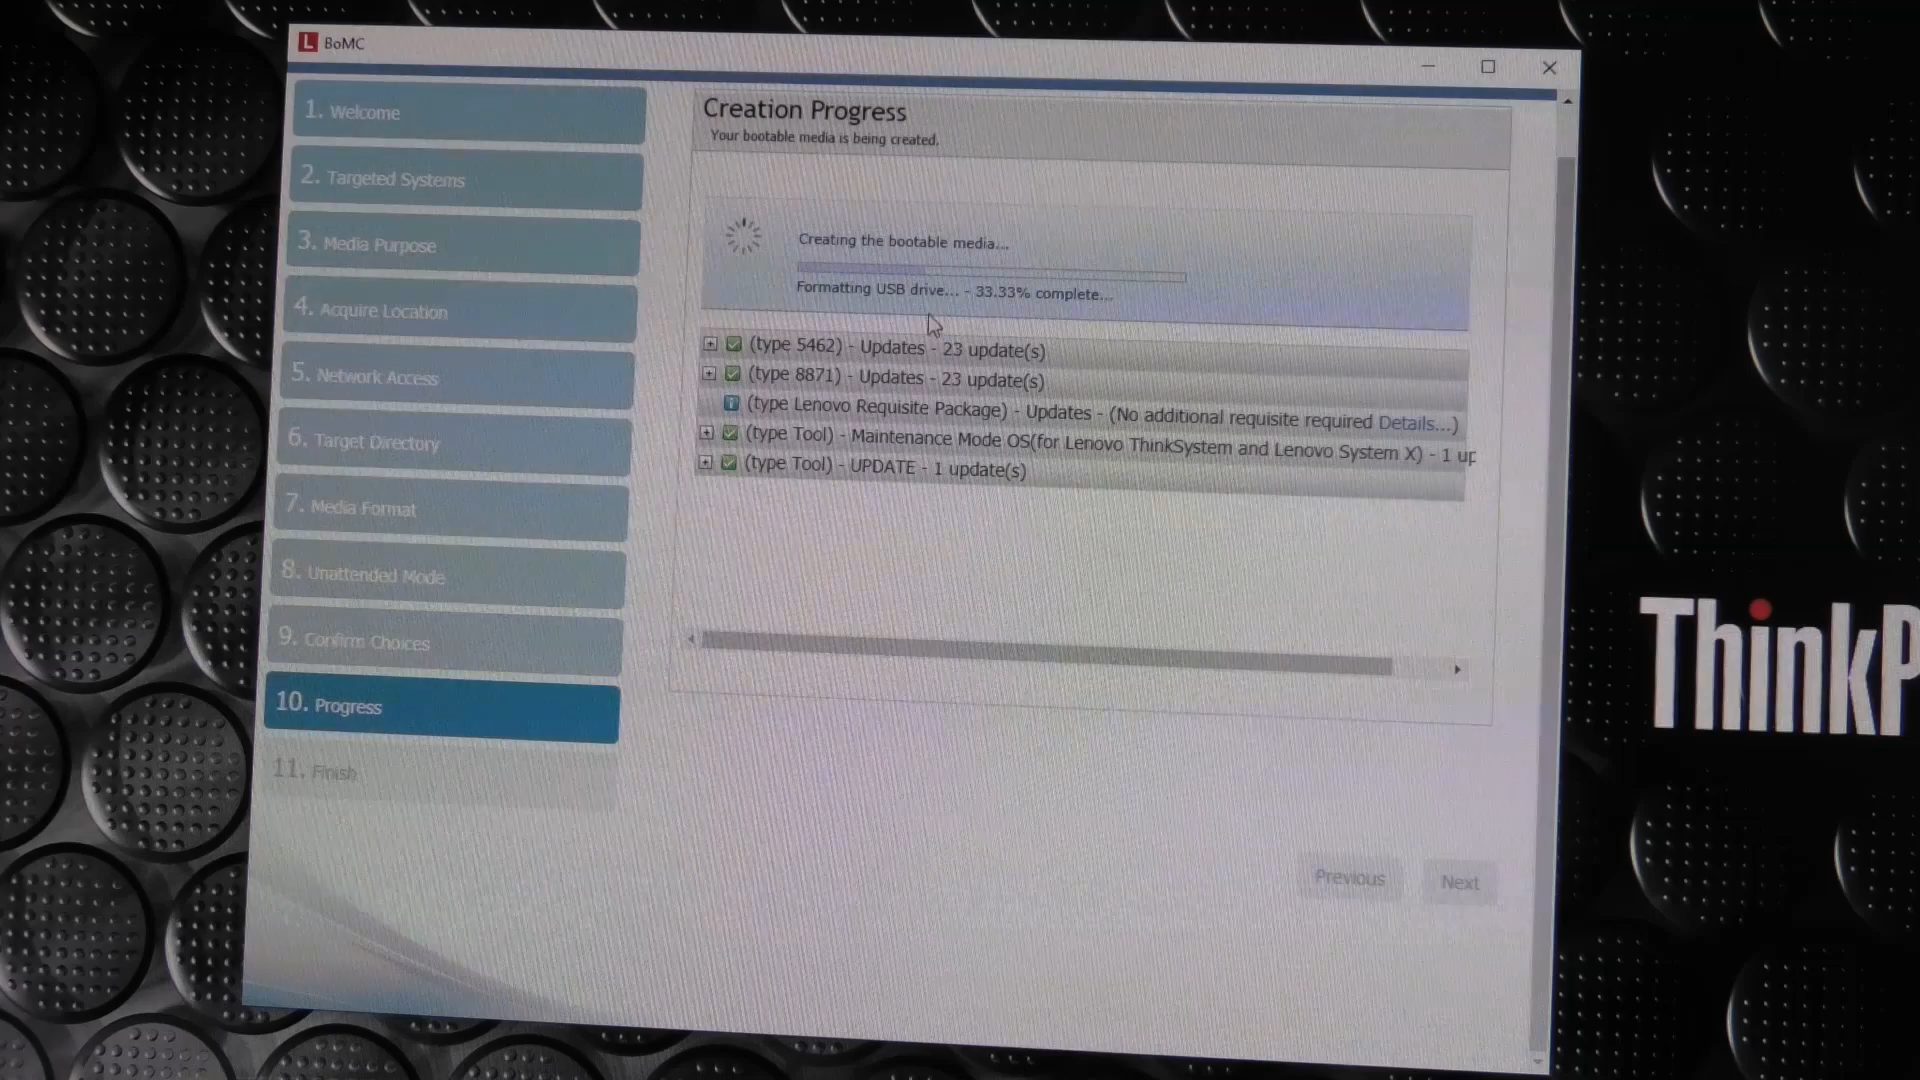 L BoMC
1. Welcome
2. Targeted Systems
3. Media Purpose
4. Acquire Location
5. Network Access
6. Target Directory
7. Media Format
8. Unattended Mode
9. Confirm Choices
10. Progress
11. Finish
Creation Progress
Your bootable media is being created.
Creating the bootable media...
Formatting USB drive... - 33.33% complete...
(type 5462) - Updates - 23 update(s)
(type 8871) - Updates - 23 update(s)
(type Lenovo Requisite Package) - Updates - (No additional requisite required Details...)
(type Tool) - Maintenance Mode OS(for Lenovo ThinkSystem and Lenovo System X) - 1 up
(type Tool) - UPDATE - 1 update(s)
Previous Next
ThinkP